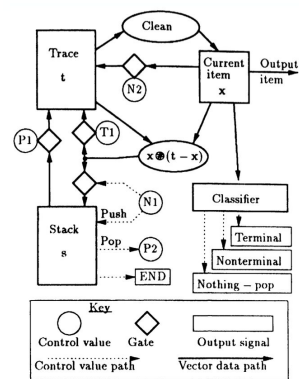 Clean
Trace
t
Current
item
x
Output
item
N2
P1
T1
x⊛(t−x)
N1
Push
Classifier
Stack
s
Pop
P2
Terminal
Nonterminal
END
Nothing − pop
Key
Control value
Gate
Output signal
Control value path
Vector data path